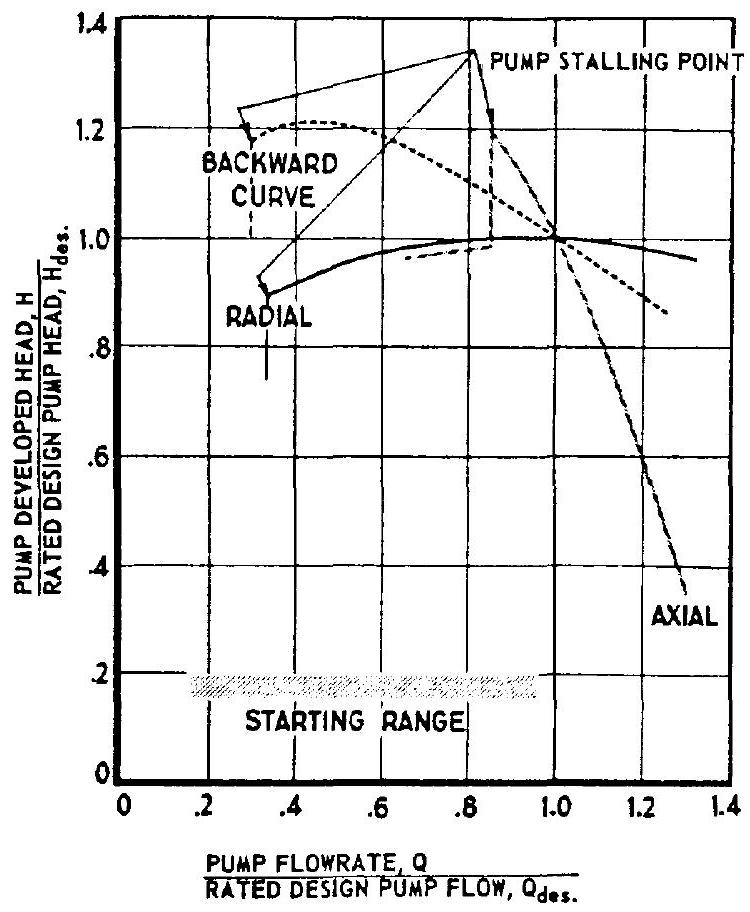 1.4
PUMP STALLING POINT
1.2
BACKWARD
CURVE
1.0
RADIAL
.8
.6
.4
AXIAL
.2
STARTING RANGE
0
0 .2 .4 .6 .8 1.0 1.2 1.4
PUMP DEVELOPED HEAD, H
RATED DESIGN PUMP HEAD, Hdes.
PUMP FLOWRATE, Q
RATED DESIGN PUMP FLOW, Qdes.